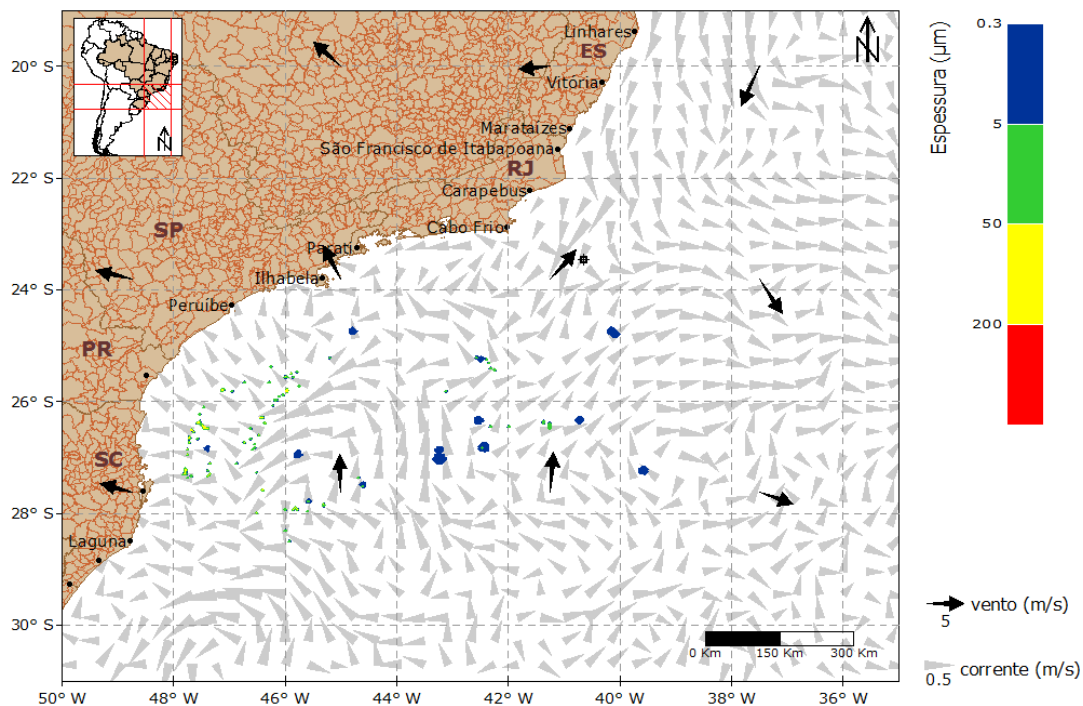 N
N
Linhares
ES
Vitória
Marataízes
São Francisco de Itabapoana
RJ
Carapebus
Cabo Frio
SP
Parati
Ilhabela
Peruíbe
PR
SC
Laguna
20° S
22° S
24° S
26° S
28° S
30° S
50 W
48 W
46 W
44 W
42 W
40 W
38 W
36 W
0 Km
150 Km
300 Km
Espessura (µm)
0.3
5
50
200
vento (m/s)
5
corrente (m/s)
0.5